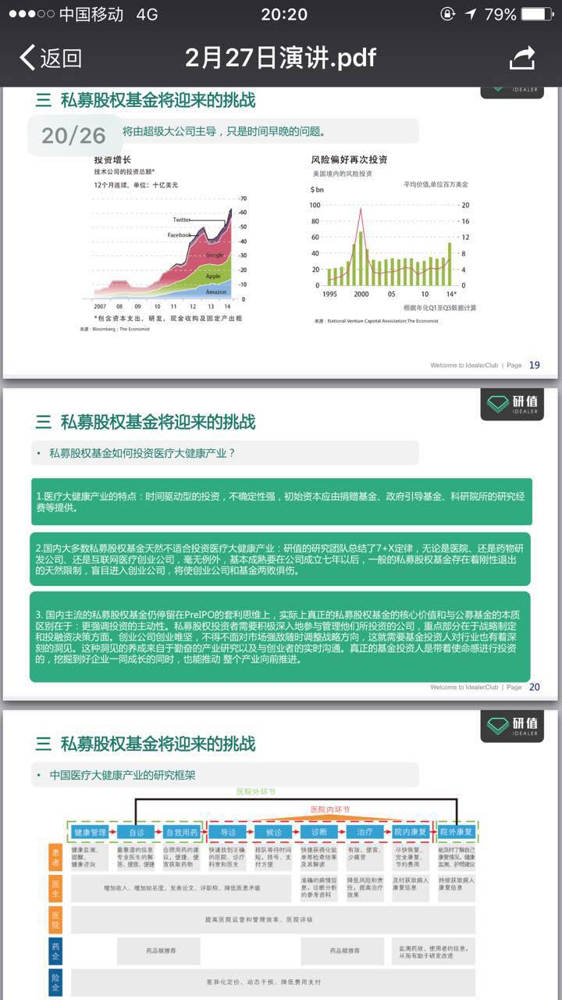 中国移动 4G 20:20 79%
返回 2月27日演讲.pdf
三 私募股权基金将迎来的挑战
IDEALER
20/26
将由超级大公司主导，只是时间早晚的问题。
投资增长
技术公司的投资总额*
12个月连续，单位：十亿美元
70
60
50
40
30
20
10
0
Twitter
Facebook
Google
Apple
Amazon
2007 08 09 10 11 12 13 14
*包含资本支出，研发，现金收购及固定产出租
来源：Bloomberg；The Economist
风险偏好再次投资
美国境内的风险投资
平均价值,单位百万美金
$ bn
100 20
80 16
60 12
40 8
20 4
0 0
1995 2000 05 10 14*
根据年化Q1至Q3数据计算
来源：National Venture Capotal Association;The Economist
Welcome to IdealerClub | Page 19
研值
IDEALER
三 私募股权基金将迎来的挑战
• 私募股权基金如何投资医疗大健康产业？
1.医疗大健康产业的特点：时间驱动型的投资，不确定性强，初始资本应由捐赠基金、政府引导基金、科研院所的研究经
费等提供。
2.国内大多数私募股权基金天然不适合投资医疗大健康产业：研值的研究团队总结了7+X定律，无论是医院、还是药物研
发公司、还是互联网医疗创业公司，毫无例外，基本成熟要在公司成立七年以后，一般的私募股权基金存在着刚性退出
的天然限制，盲目进入创业公司，将使创业公司和基金两败俱伤。
3. 国内主流的私募股权基金仍停留在PreIPO的套利思维上，实际上真正的私募股权基金的核心价值和与公募基金的本质
区别在于：更强调投资的主动性。私募股权投资者需要积极深入地参与管理他们所投资的公司，重点部分在于战略制定
和投融资决策方面。创业公司创业唯坚，不得不面对市场强敌随时调整战略方向，这就需要基金投资人对行业也有着深
刻的洞见。这种洞见的养成来自于勤奋的产业研究以及与创业者的实时沟通。真正的基金投资人是带着使命感进行投资
的，挖掘到好企业一同成长的同时，也能推动 整个产业向前推进。
Welcome to IdealerClub | Page 20
研值
IDEALER
三 私募股权基金将迎来的挑战
• 中国医疗大健康产业的研究框架
医院外环节
医院内环节
健康管理 自诊 自我用药 导诊 候诊 诊断 治疗 院内康复 院外康复
患者
健康监测、
提醒、
健康咨询
最靠谱的信息
专业医生的解
答、便宜、便捷
合理用药的建
议，便捷、便
宜获取药物
快速找到正确
的医院、诊疗
科室和医生
排队等待时间
短，挂号、支
付方便
快捷获得化验
单等检查结果
及其解读
有效、便宜、
少痛苦
尽快恢复、
完全康复、
节约费用
能及时了解自己
康复情况，健康
监测、护理建议
医生
增加收入、增加知名度、发表论文、评职称、降低医患矛盾
准确的病情信
息，诊断分析
的参考资料
降低风险和责
任，提高治疗
效果
及时获取病人
康复信息
持续获取病人
康复信息
医院
提高医院运营和管理效率、医院评级
药企
药品被推荐
药品被推荐
监测药效、使用者的信息，
从而有助于研发改进
险企
差异化定价、动态干预、降低费用支付